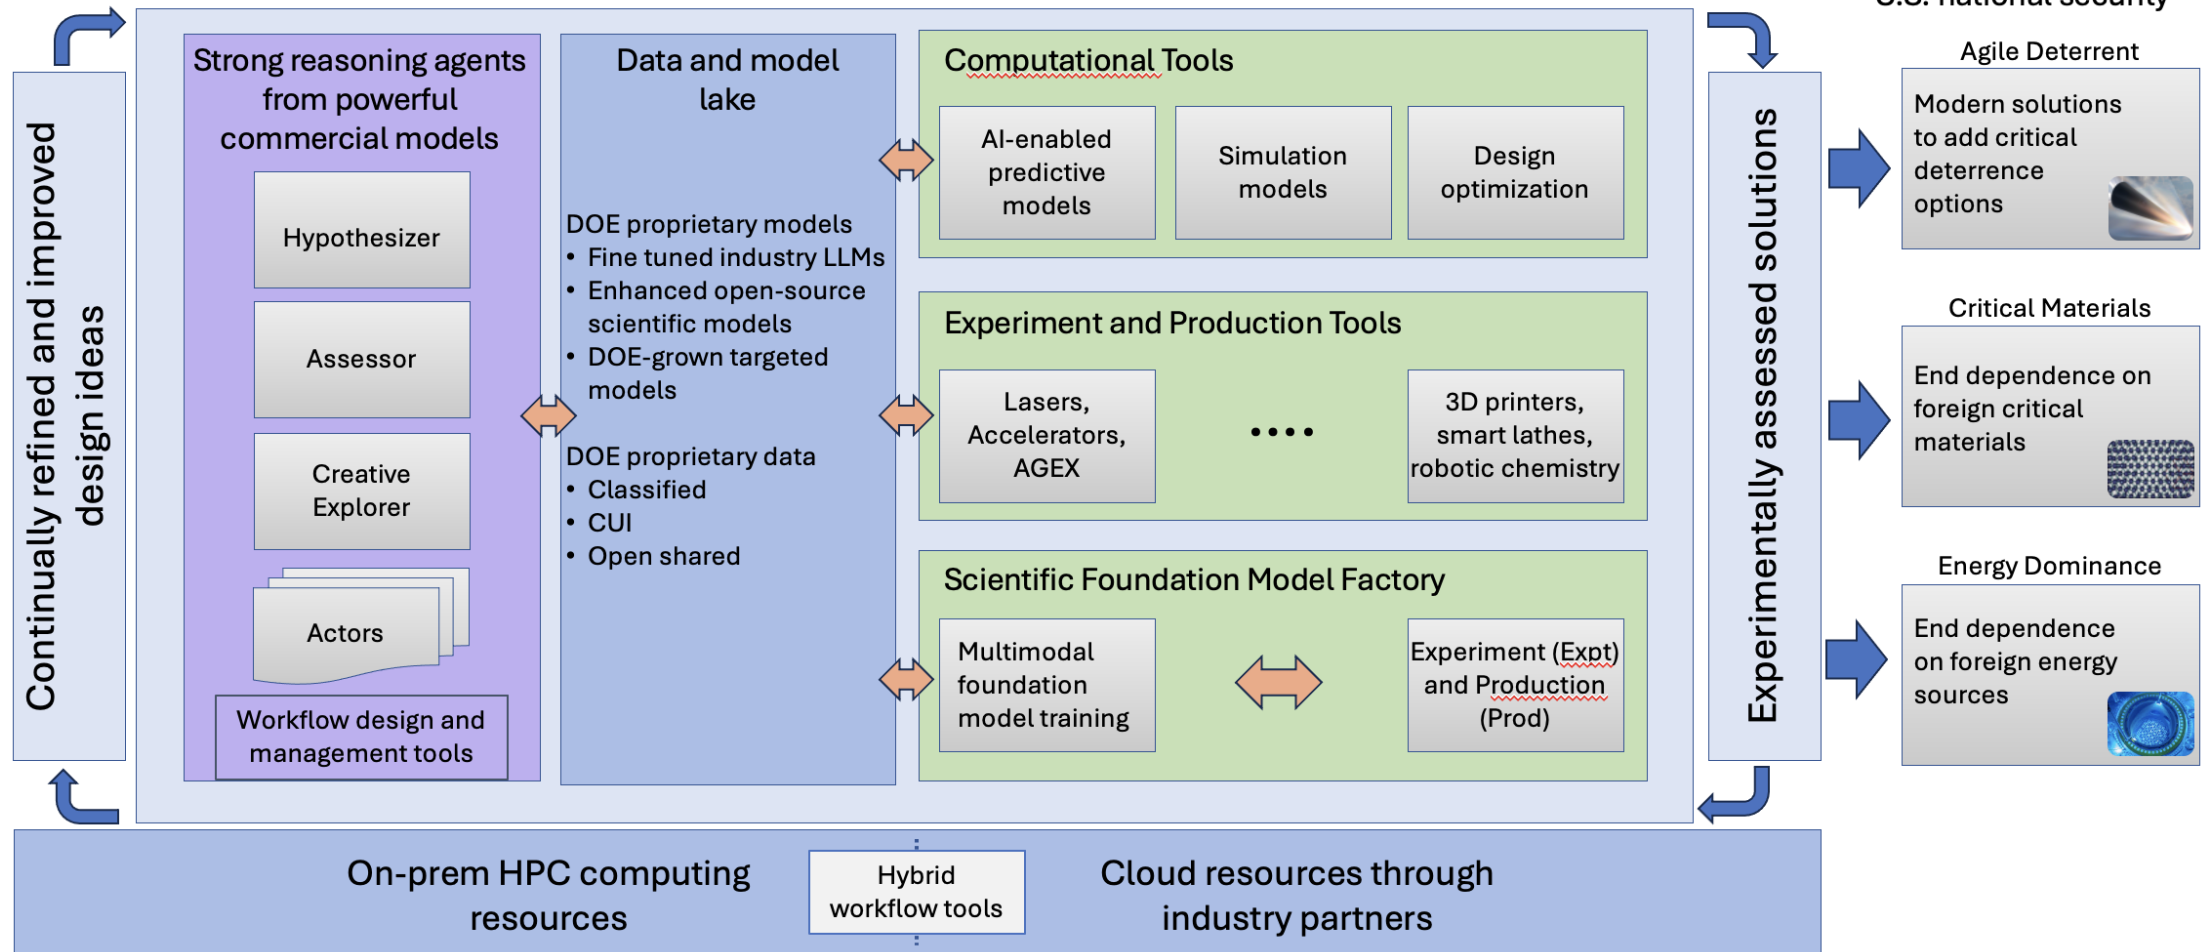 U.S. national security
Continually refined and improved
design ideas
Strong reasoning agents
from powerful
commercial models
Hypothesizer
Assessor
Creative
Explorer
Actors
Workflow design and
management tools
Data and model
lake
DOE proprietary models
• Fine tuned industry LLMs
• Enhanced open-source
scientific models
• DOE-grown targeted
models
DOE proprietary data
• Classified
• CUI
• Open shared
Computational Tools
AI-enabled
predictive
models
Simulation
models
Design
optimization
Experiment and Production Tools
Lasers,
Accelerators,
AGEX
....
3D printers,
smart lathes,
robotic chemistry
Scientific Foundation Model Factory
Multimodal
foundation
model training
Experiment (Expt)
and Production
(Prod)
Experimentally assessed solutions
Agile Deterrent
Modern solutions
to add critical
deterrence
options
Critical Materials
End dependence on
foreign critical
materials
Energy Dominance
End dependence
on foreign energy
sources
On-prem HPC computing
resources
Hybrid
workflow tools
Cloud resources through
industry partners